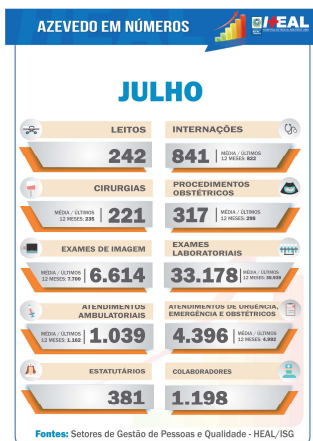 AZEVEDO EM NÚMEROS
HEAL
JULHO
LEITOS
242
INTERNAÇÕES
841
MÉDIA / ÚLTIMOS
12 MESES: 822
CIRURGIAS
MÉDIA / ÚLTIMOS
12 MESES: 235
221
PROCEDIMENTOS
OBSTÉTRICOS
317
MÉDIA / ÚLTIMOS
12 MESES:
EXAMES DE IMAGEM
MÉDIA / ÚLTIMOS
12 MESES: 7.700
6.614
EXAMES
LABORATORIAIS
33.178
MÉDIA / ÚLTIMOS
12 MESES:
ATENDIMENTOS
AMBULATORIAIS
MÉDIA / ÚLTIMOS
12 MESES: 1.162
1.039
ATENDIMENTOS DE URGÊNCIA,
EMERGÊNCIA E OBSTÉTRICOS
4.396
MÉDIA / ÚLTIMOS
12 MESES: 4.992
ESTATUTÁRIOS
381
COLABORADORES
1.198
Fontes: Setores de Gestão de Pessoas e Qualidade - HEAL/ISG